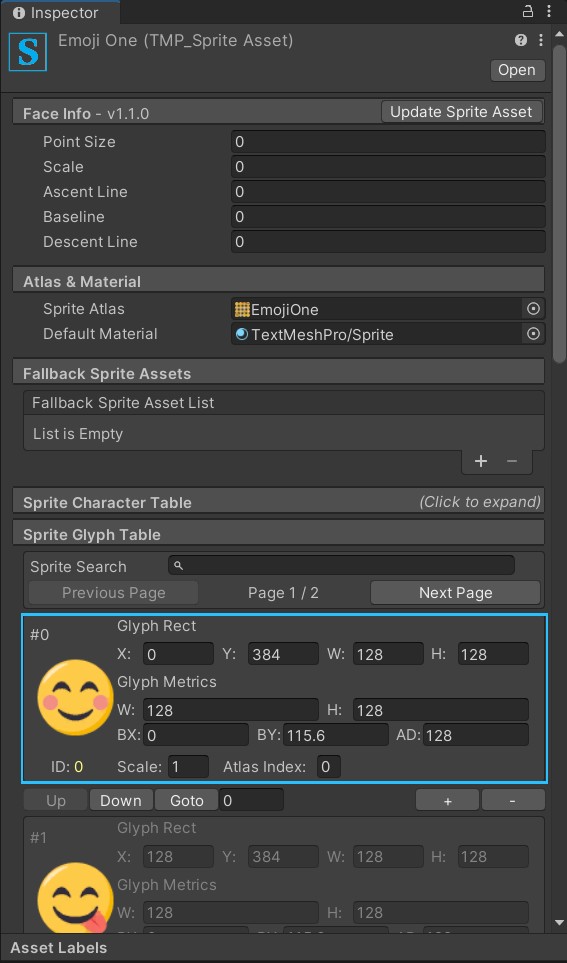 Inspector
Emoji One (TMP_Sprite Asset)
Open
Face Info - v1.1.0 Update Sprite Asset
Point Size 0
Scale 0
Ascent Line 0
Baseline 0
Descent Line 0
Atlas & Material
Sprite Atlas EmojiOne
Default Material TextMeshPro/Sprite
Fallback Sprite Assets
Fallback Sprite Asset List
List is Empty
+ −
Sprite Character Table (Click to expand)
Sprite Glyph Table
Sprite Search
Previous Page Page 1 / 2 Next Page
#0 Glyph Rect
X: 0 Y: 384 W: 128 H: 128
Glyph Metrics
W: 128 H: 128
BX: 0 BY: 115.6 AD: 128
ID: 0 Scale: 1 Atlas Index: 0
Up Down Goto 0 + -
#1 Glyph Rect
X: 128 Y: 384 W: 128 H: 128
Glyph Metrics
W: 128 H: 128
Asset Labels